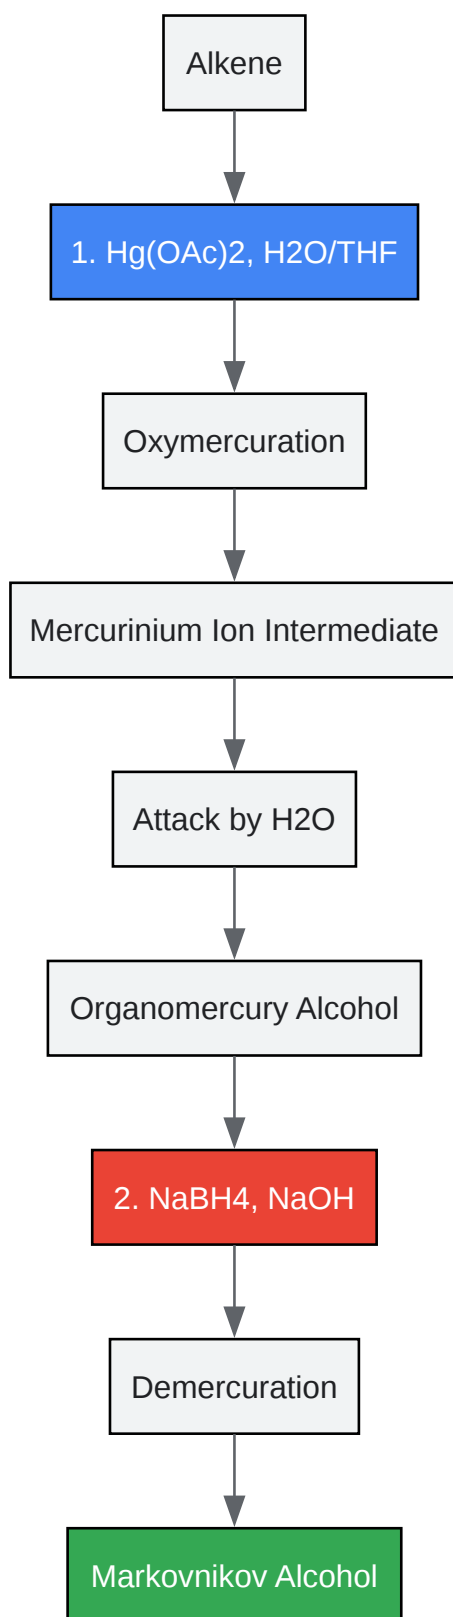 Alkene
1. Hg(OAc)2, H2O/THF
Oxymercuration
Mercurinium Ion Intermediate
Attack by H2O
Organomercury Alcohol
2. NaBH4, NaOH
Demercuration
Markovnikov Alcohol